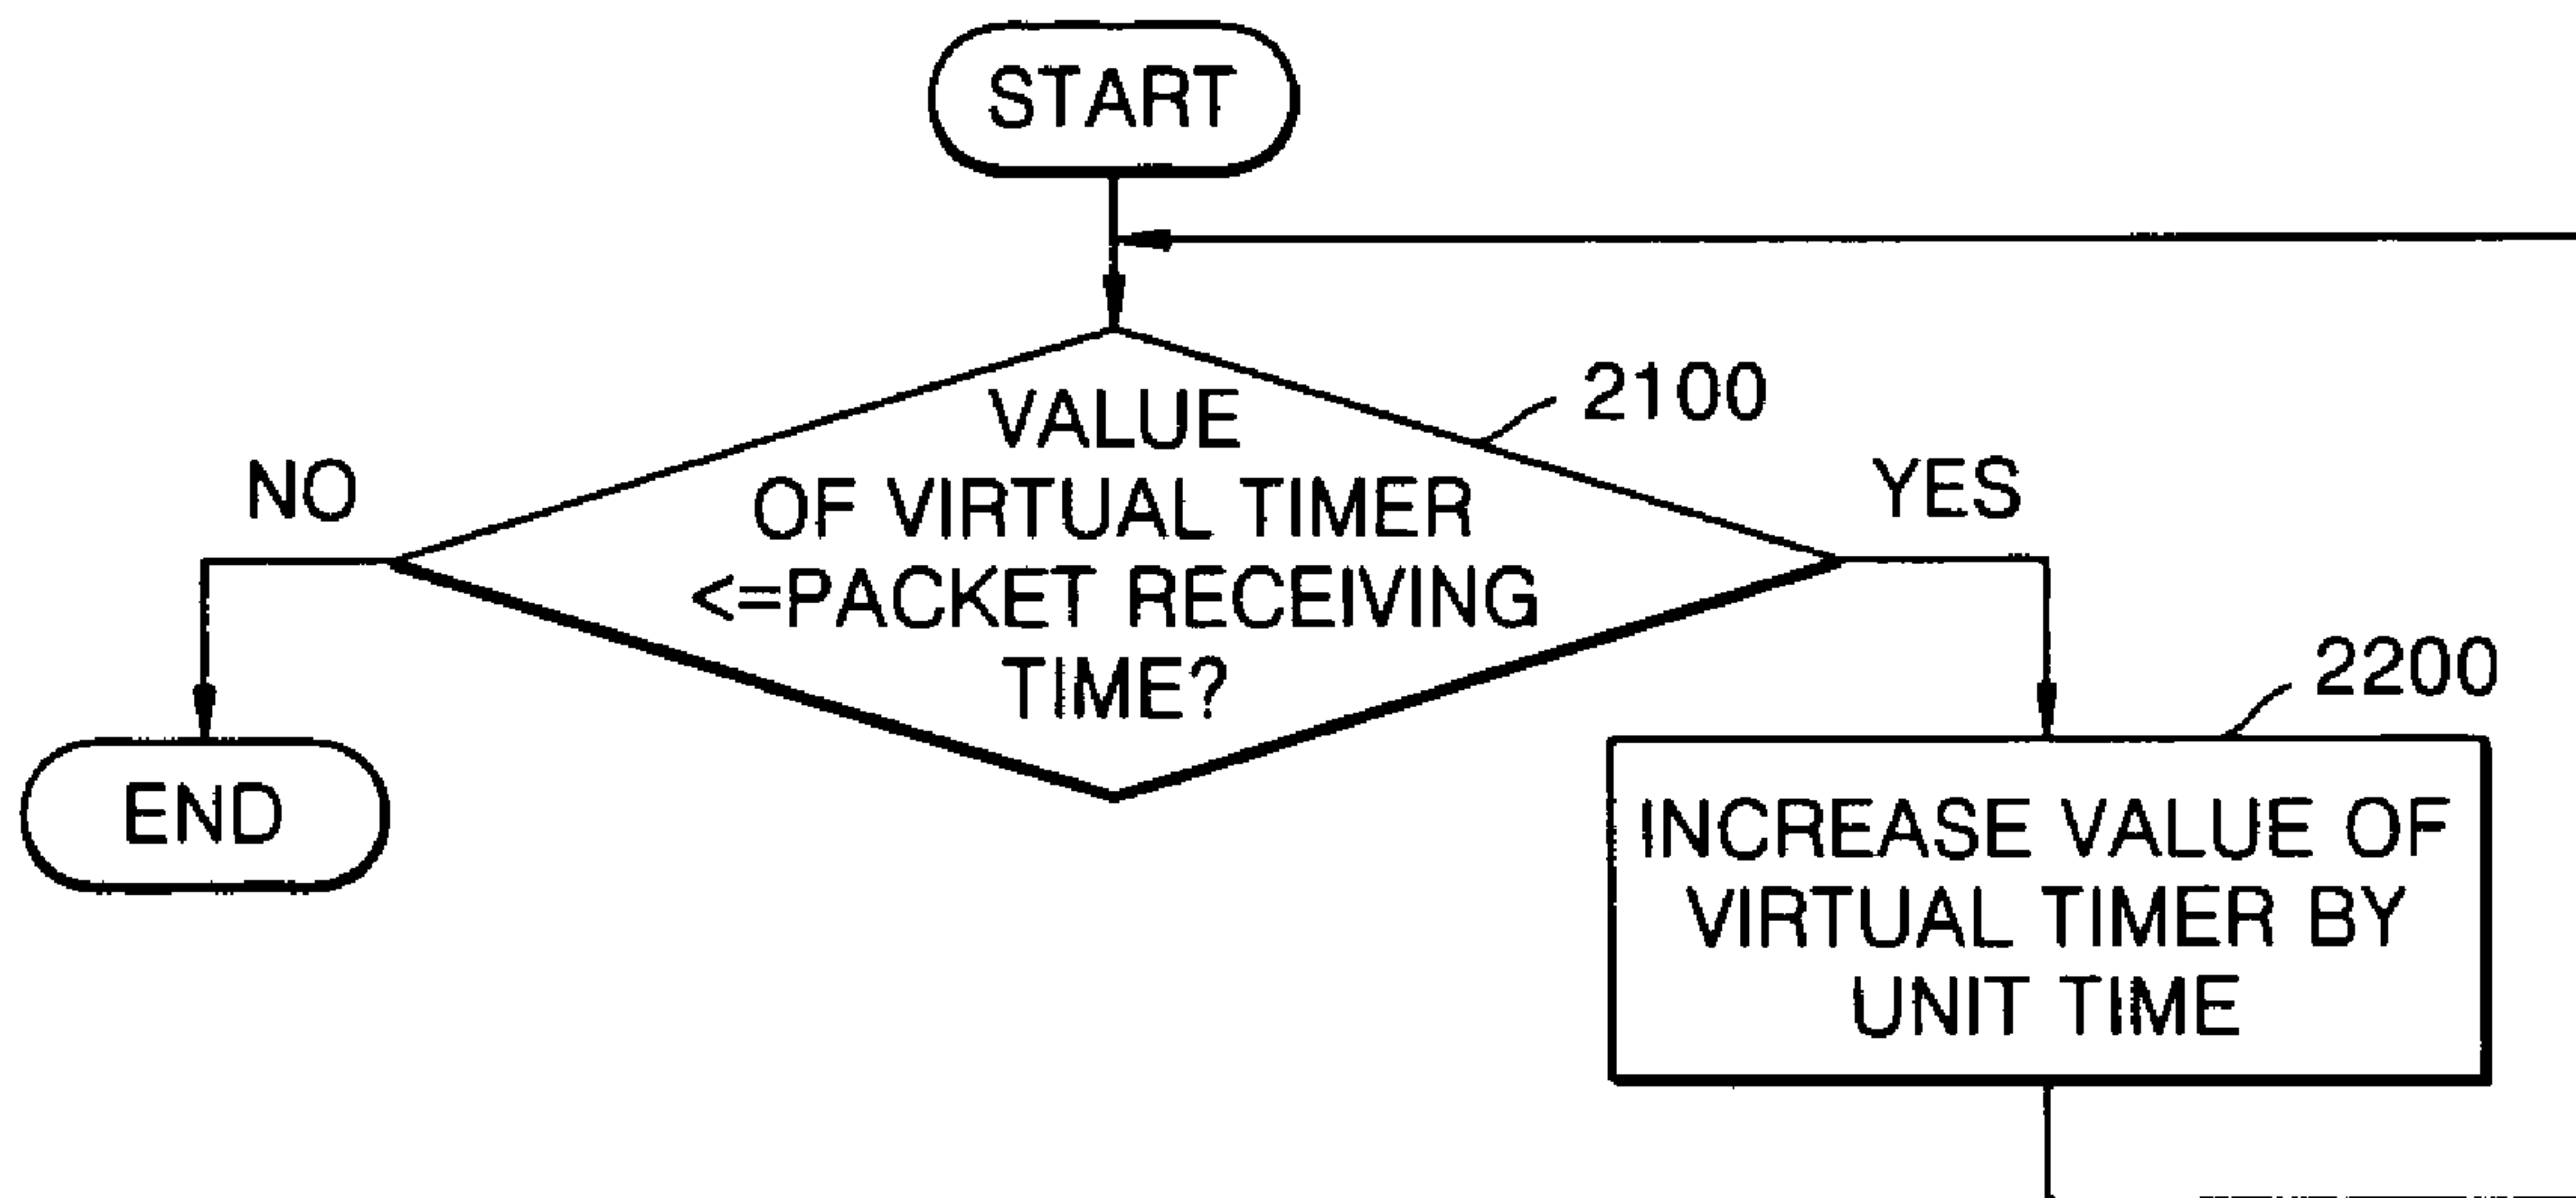 START
2100
VALUE
OF VIRTUAL TIMER
<=PACKET RECEIVING
TIME?
NO
YES
2200
END
INCREASE VALUE OF
VIRTUAL TIMER BY
UNIT TIME